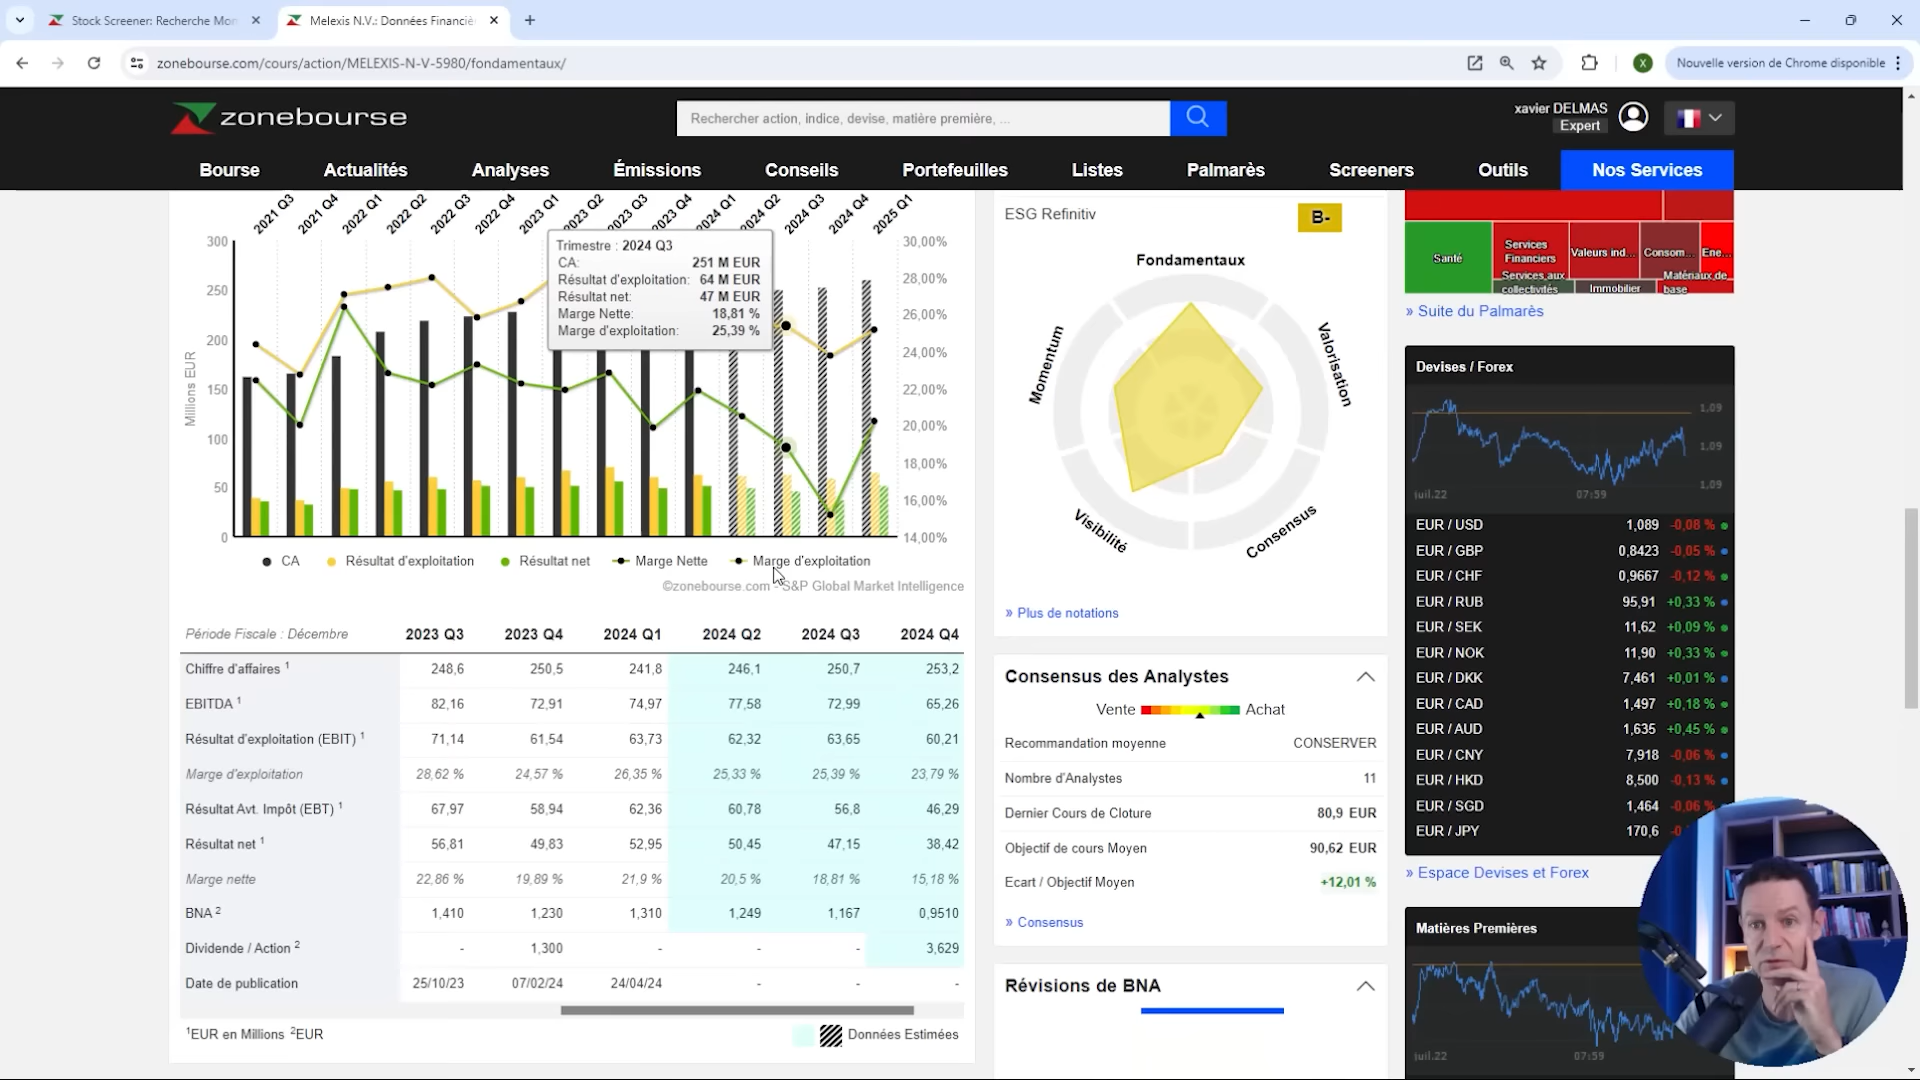 Stock Screener: Recherche Mon
Melexis N.V.: Données Financiè
zonebourse.com/cours/action/MELEXIS-N-V-5980/fondamentaux/
X
Nouvelle version de Chrome disponible
zonebourse
Rechercher action, indice, devise, matière première, ...
xavier DELMAS
Expert
Bourse
Actualités
Analyses
Émissions
Conseils
Portefeuilles
Listes
Palmarès
Screeners
Outils
Nos Services
2021 Q3
2021 Q4
2022 Q1
2022 Q2
2022 Q3
2022 Q4
2023 Q1
2023 Q2
2023 Q3
2023 Q4
2024 Q1
2024 Q2
2024 Q3
2024 Q4
2025 Q1
Millions EUR
300
250
200
150
100
50
0
30,00%
28,00%
26,00%
24,00%
22,00%
20,00%
18,00%
16,00%
14,00%
Trimestre : 2024 Q3
CA: 251 M EUR
Résultat d'exploitation: 64 M EUR
Résultat net: 47 M EUR
Marge Nette: 18,81 %
Marge d'exploitation: 25,39 %
CA
Résultat d'exploitation
Résultat net
Marge Nette
Marge d'exploitation
©zonebourse.com - S&P Global Market Intelligence
Période Fiscale : Décembre 2023 Q3 2023 Q4 2024 Q1 2024 Q2 2024 Q3 2024 Q4
Chiffre d'affaires 1 248,6 250,5 241,8 246,1 250,7 253,2
EBITDA 1 82,16 72,91 74,97 77,58 72,99 65,26
Résultat d'exploitation (EBIT) 1 71,14 61,54 63,73 62,32 63,65 60,21
Marge d'exploitation 28,62 % 24,57 % 26,35 % 25,33 % 25,39 % 23,79 %
Résultat Avt. Impôt (EBT) 1 67,97 58,94 62,36 60,78 56,8 46,29
Résultat net 1 56,81 49,83 52,95 50,45 47,15 38,42
Marge nette 22,86 % 19,89 % 21,9 % 20,5 % 18,81 % 15,18 %
BNA 2 1,410 1,230 1,310 1,249 1,167 0,9510
Dividende / Action 2 - 1,300 - - - 3,629
Date de publication 25/10/23 07/02/24 24/04/24 - - -
1EUR en Millions 2EUR
Données Estimées
ESG Refinitiv
B-
Fondamentaux
Momentum
Valorisation
Visibilité
Consensus
» Plus de notations
Consensus des Analystes
Vente
Achat
Recommandation moyenne CONSERVER
Nombre d'Analystes 11
Dernier Cours de Cloture 80,9 EUR
Objectif de cours Moyen 90,62 EUR
Ecart / Objectif Moyen +12,01 %
» Consensus
Révisions de BNA
Santé
Services
Financiers
Services aux
collectivités
Valeurs ind...
Immobilier
Consom...
Ene...
Matériaux de
base
» Suite du Palmarès
Devises / Forex
1,09
1,09
1,09
juil.22
07:59
EUR / USD 1,089 -0,08 %
EUR / GBP 0,8423 -0,05 %
EUR / CHF 0,9667 -0,12 %
EUR / RUB 95,91 +0,33 %
EUR / SEK 11,62 +0,09 %
EUR / NOK 11,90 +0,33 %
EUR / DKK 7,461 +0,01 %
EUR / CAD 1,497 +0,18 %
EUR / AUD 1,635 +0,45 %
EUR / CNY 7,918 -0,06 %
EUR / HKD 8,500 -0,13 %
EUR / SGD 1,464 -0,06 %
EUR / JPY 170,6
» Espace Devises et Forex
Matières Premières
juil.22
07:59